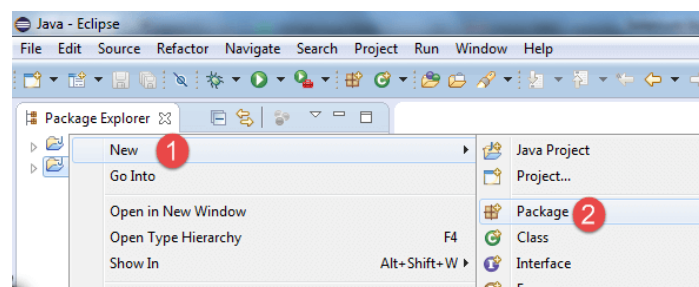 Java - Eclipse
File Edit Source Refactor Navigate Search Project Run Window Help
Package Explorer
New 1
Java Project
Go Into
Project...
Open in New Window
Package 2
Open Type Hierarchy F4
Class
Show In Alt+Shift+W
Interface